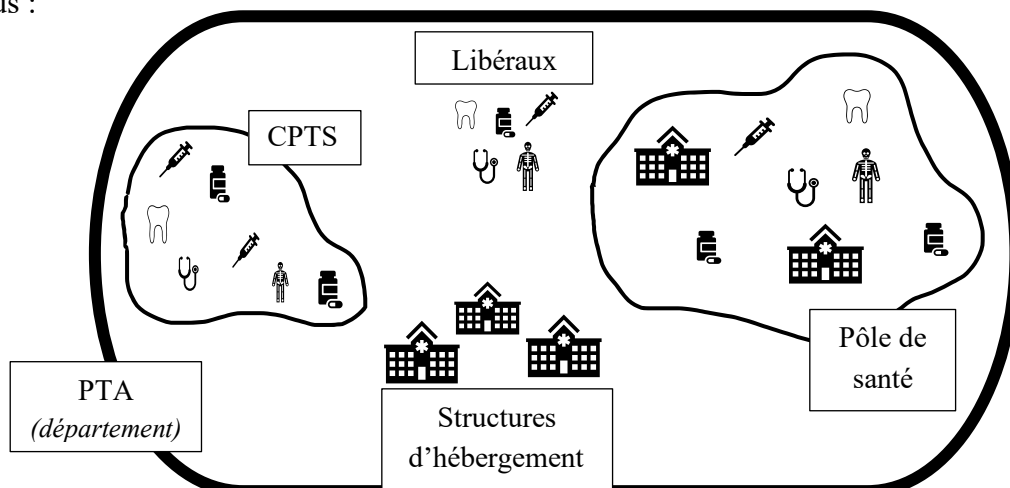 us :
Libéraux
CPTS
Pôle de
santé
PTA
(département)
Structures
d’hébergement